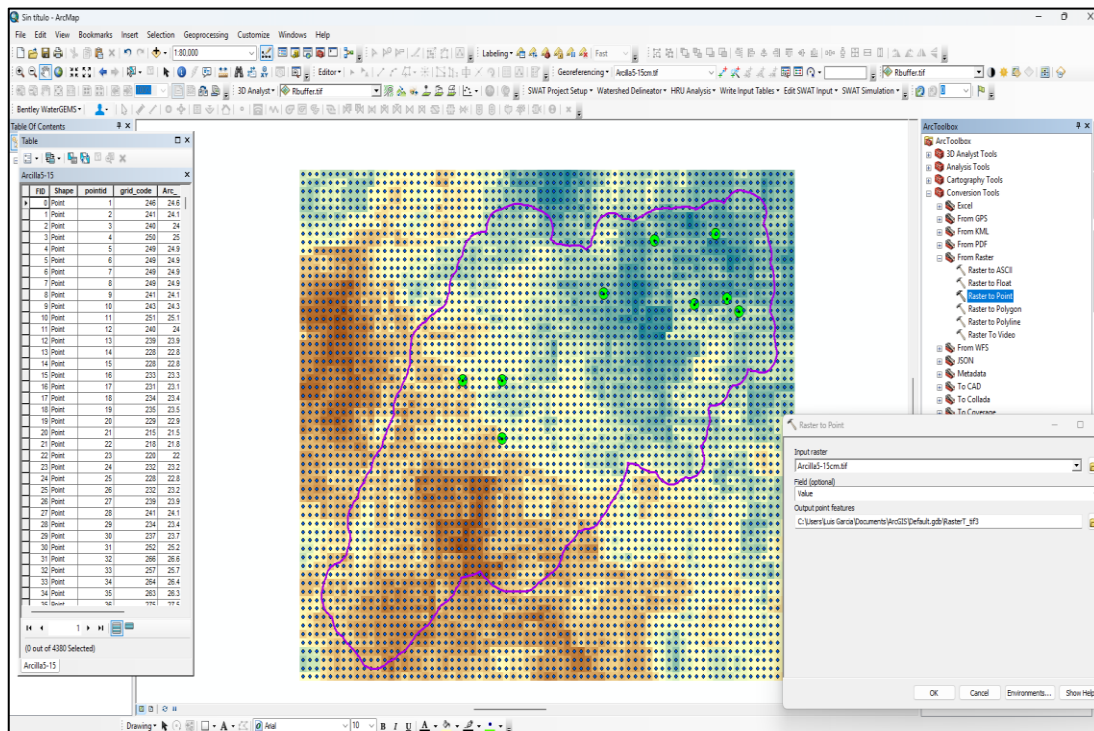 Sin título - ArcMap
File Edit View Bookmarks Insert Selection Geoprocessing Customize Windows Help
1:80,000 Labeling Fast
Editor Georeferencing Arcilla5-15cm.tif Rbuffer.tif
3D Analyst Rbuffer.tif SWAT Project Setup Watershed Delineator HRU Analysis Write Input Tables Edit SWAT Input SWAT Simulation
Bentley WaterGEMS
Table Of Contents
Table
Arcilla5-15
FID Shape pointid grid_code Arc_
0 Point 1 246 24.6
1 Point 2 241 24.1
2 Point 3 240 24
3 Point 4 250 25
4 Point 5 249 24.9
5 Point 6 249 24.9
6 Point 7 249 24.9
7 Point 8 249 24.9
8 Point 9 241 24.1
9 Point 10 243 24.3
10 Point 11 251 25.1
11 Point 12 240 24
12 Point 13 239 23.9
13 Point 14 228 22.8
14 Point 15 228 22.8
15 Point 16 233 23.3
16 Point 17 231 23.1
17 Point 18 234 23.4
18 Point 19 235 23.5
19 Point 20 229 22.9
20 Point 21 215 21.5
21 Point 22 218 21.8
22 Point 23 220 22
23 Point 24 232 23.2
24 Point 25 228 22.8
25 Point 26 232 23.2
26 Point 27 239 23.9
27 Point 28 241 24.1
28 Point 29 234 23.4
29 Point 30 237 23.7
30 Point 31 252 25.2
31 Point 32 266 26.6
32 Point 33 257 25.7
33 Point 34 264 26.4
34 Point 35 263 26.3
35 Point 36 275 27.5
1
(0 out of 4380 Selected)
Arcilla5-15
ArcToolbox
ArcToolbox
3D Analyst Tools
Analysis Tools
Cartography Tools
Conversion Tools
Excel
From GPS
From KML
From PDF
From Raster
Raster to ASCII
Raster to Float
Raster to Point
Raster to Polygon
Raster to Polyline
Raster To Video
From WFS
JSON
Metadata
To CAD
To Collada
To Coverage
Raster to Point
Input raster
Arcilla5-15cm.tif
Field (optional)
Value
Output point features
C:\Users\Luis Garcia\Documents\ArcGIS\Default.gdb\RasterT_tif3
OK Cancel Environments... Show Help
Drawing A Arial 10 B I U A